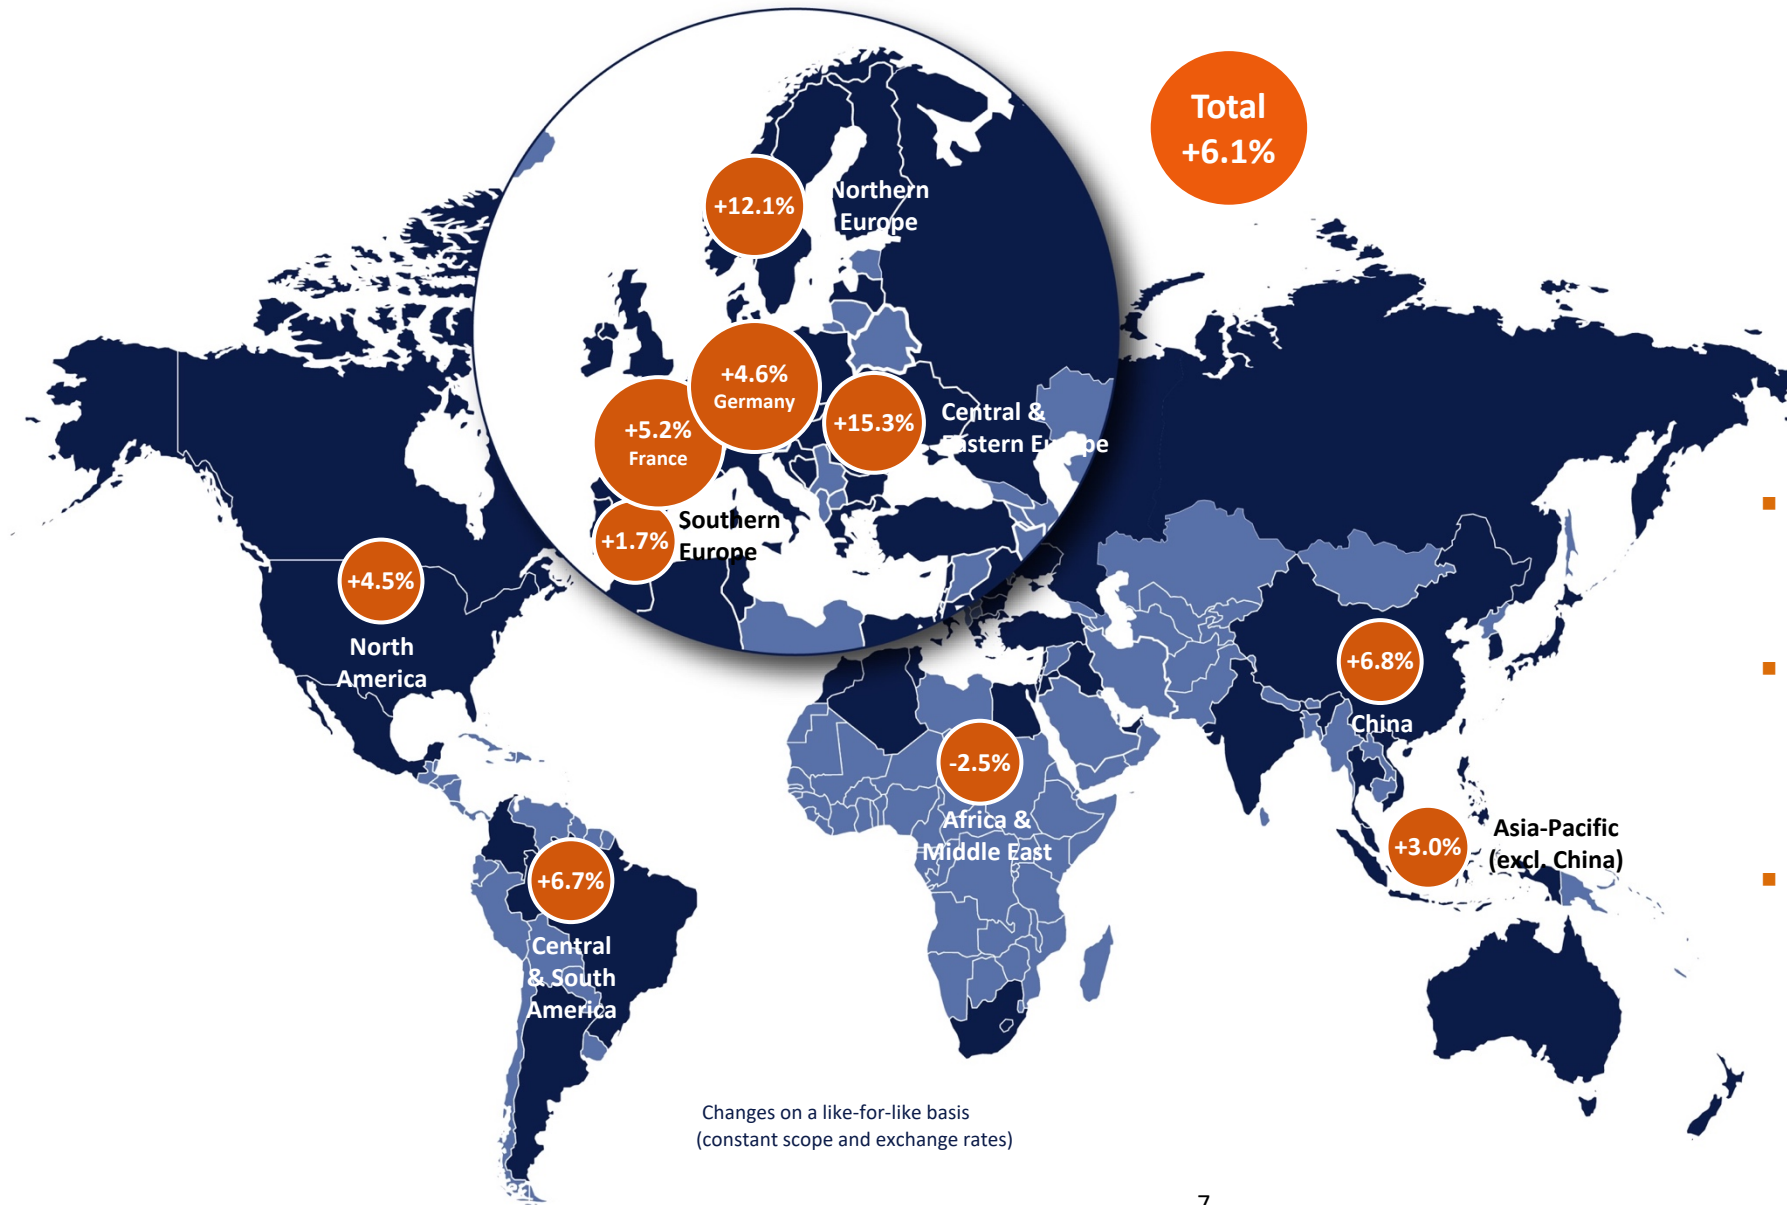 Total
+6.1%
+12.1%
Northern
Europe
+4.6%
Germany
+5.2%
France
+15.3%
Central &
Eastern Europe
+1.7%
Southern
Europe
+4.5%
North
America
+6.8%
China
-2.5%
Africa &
Middle East
+3.0%
Asia-Pacific
(excl. China)
+6.7%
Central
& South
America
Changes on a like-for-like basis
(constant scope and exchange rates)
7